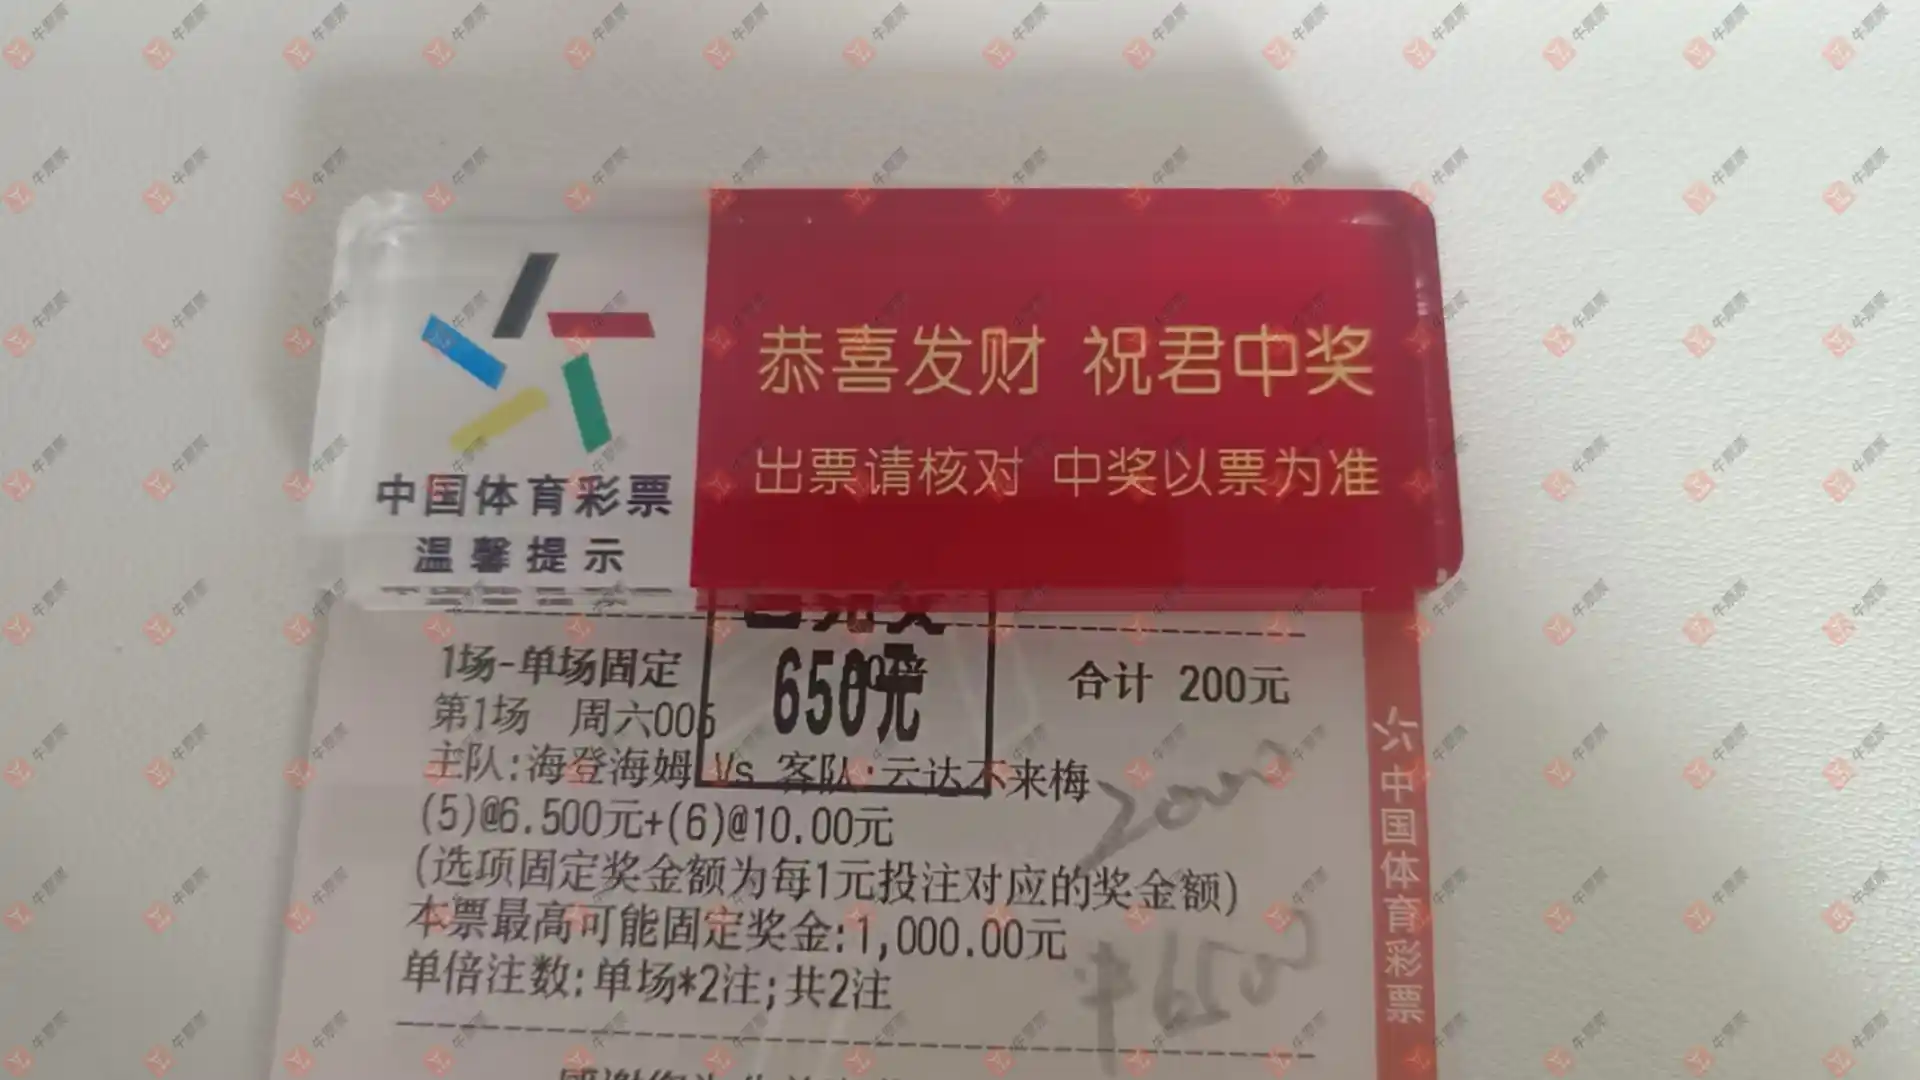 恭喜发财 祝君中奖
出票请核对 中奖以票为准
中国体育彩票
温馨提示
1场-单场固定
650元
合计 200元
第1场 周六005
主队:海登海姆 Vs 客队:云达不来梅
(5)@6.500元+(6)@10.00元
(选项固定奖金额为每1元投注对应的奖金额)
本票最高可能固定奖金:1,000.00元
单倍注数:单场*2注;共2注
中国体育彩票
牛票票